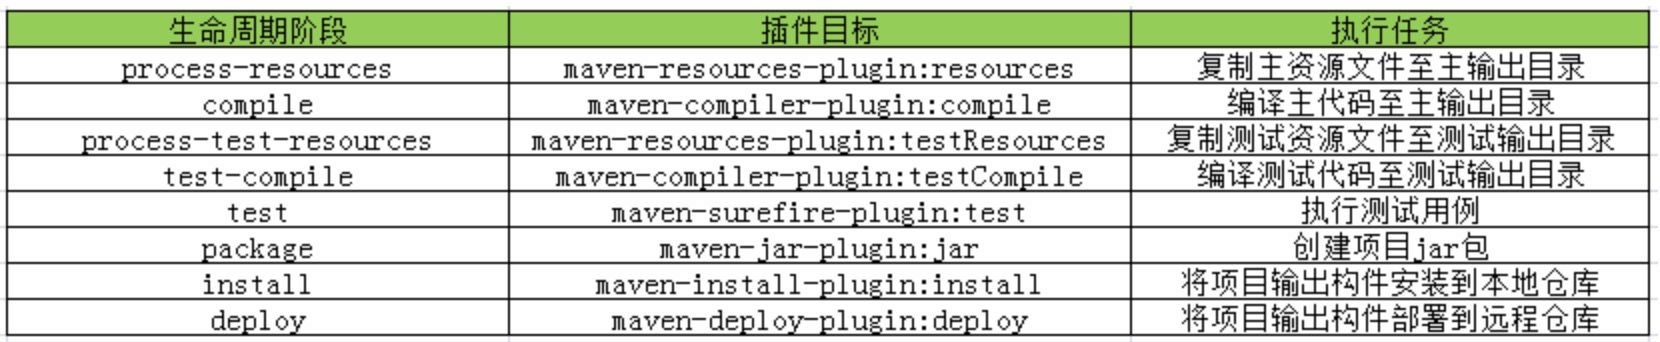 生命周期阶段 插件目标 执行任务
process-resources maven-resources-plugin:resources 复制主资源文件至主输出目录
compile maven-compiler-plugin:compile 编译主代码至主输出目录
process-test-resources maven-resources-plugin:testResources 复制测试资源文件至测试输出目录
test-compile maven-compiler-plugin:testCompile 编译测试代码至测试输出目录
test maven-surefire-plugin:test 执行测试用例
package maven-jar-plugin:jar 创建项目jar包
install maven-install-plugin:install 将项目输出构件安装到本地仓库
deploy maven-deploy-plugin:deploy 将项目输出构件部署到远程仓库